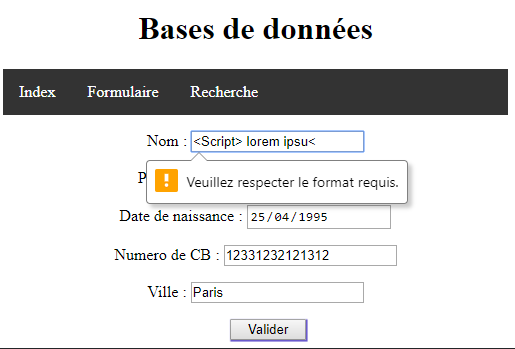 Bases de données
Index Formulaire Recherche
Nom : <Script> lorem ipsu<
Veuillez respecter le format requis.
Date de naissance : 25/04/1995
Numero de CB : 12331232121312
Ville : Paris
Valider